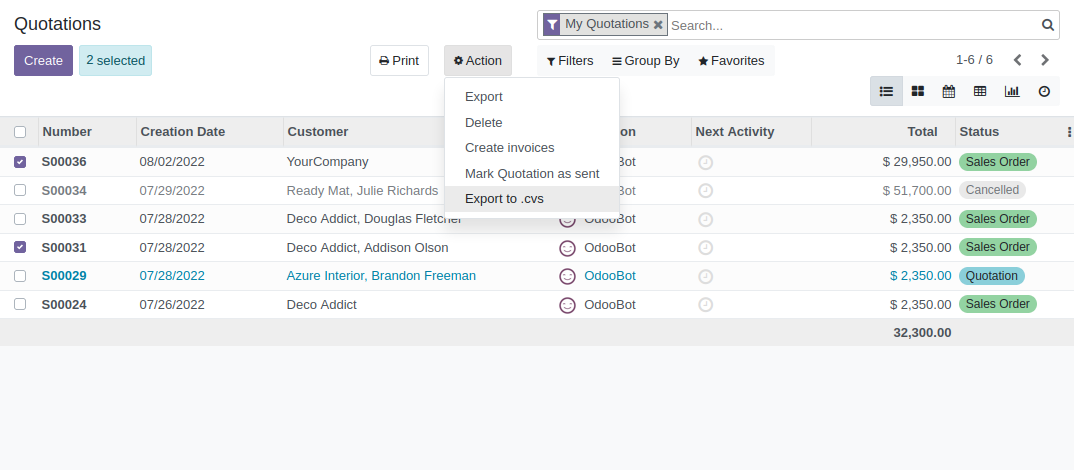 Quotations
My Quotations
Search...
Create
2 selected
Print
Action
Filters
Group By
Favorites
1-6 / 6
Export
Delete
Create invoices
Mark Quotation as sent
Export to .cvs
Number Creation Date Customer on Next Activity Total Status
S00036 08/02/2022 YourCompany Bot $ 29,950.00 Sales Order
S00034 07/29/2022 Ready Mat, Julie Richards Bot $ 51,700.00 Cancelled
S00033 07/28/2022 Deco Addict, Douglas Fletcher OdooBot $ 2,350.00 Sales Order
S00031 07/28/2022 Deco Addict, Addison Olson OdooBot $ 2,350.00 Sales Order
S00029 07/28/2022 Azure Interior, Brandon Freeman OdooBot $ 2,350.00 Quotation
S00024 07/26/2022 Deco Addict OdooBot $ 2,350.00 Sales Order
32,300.00